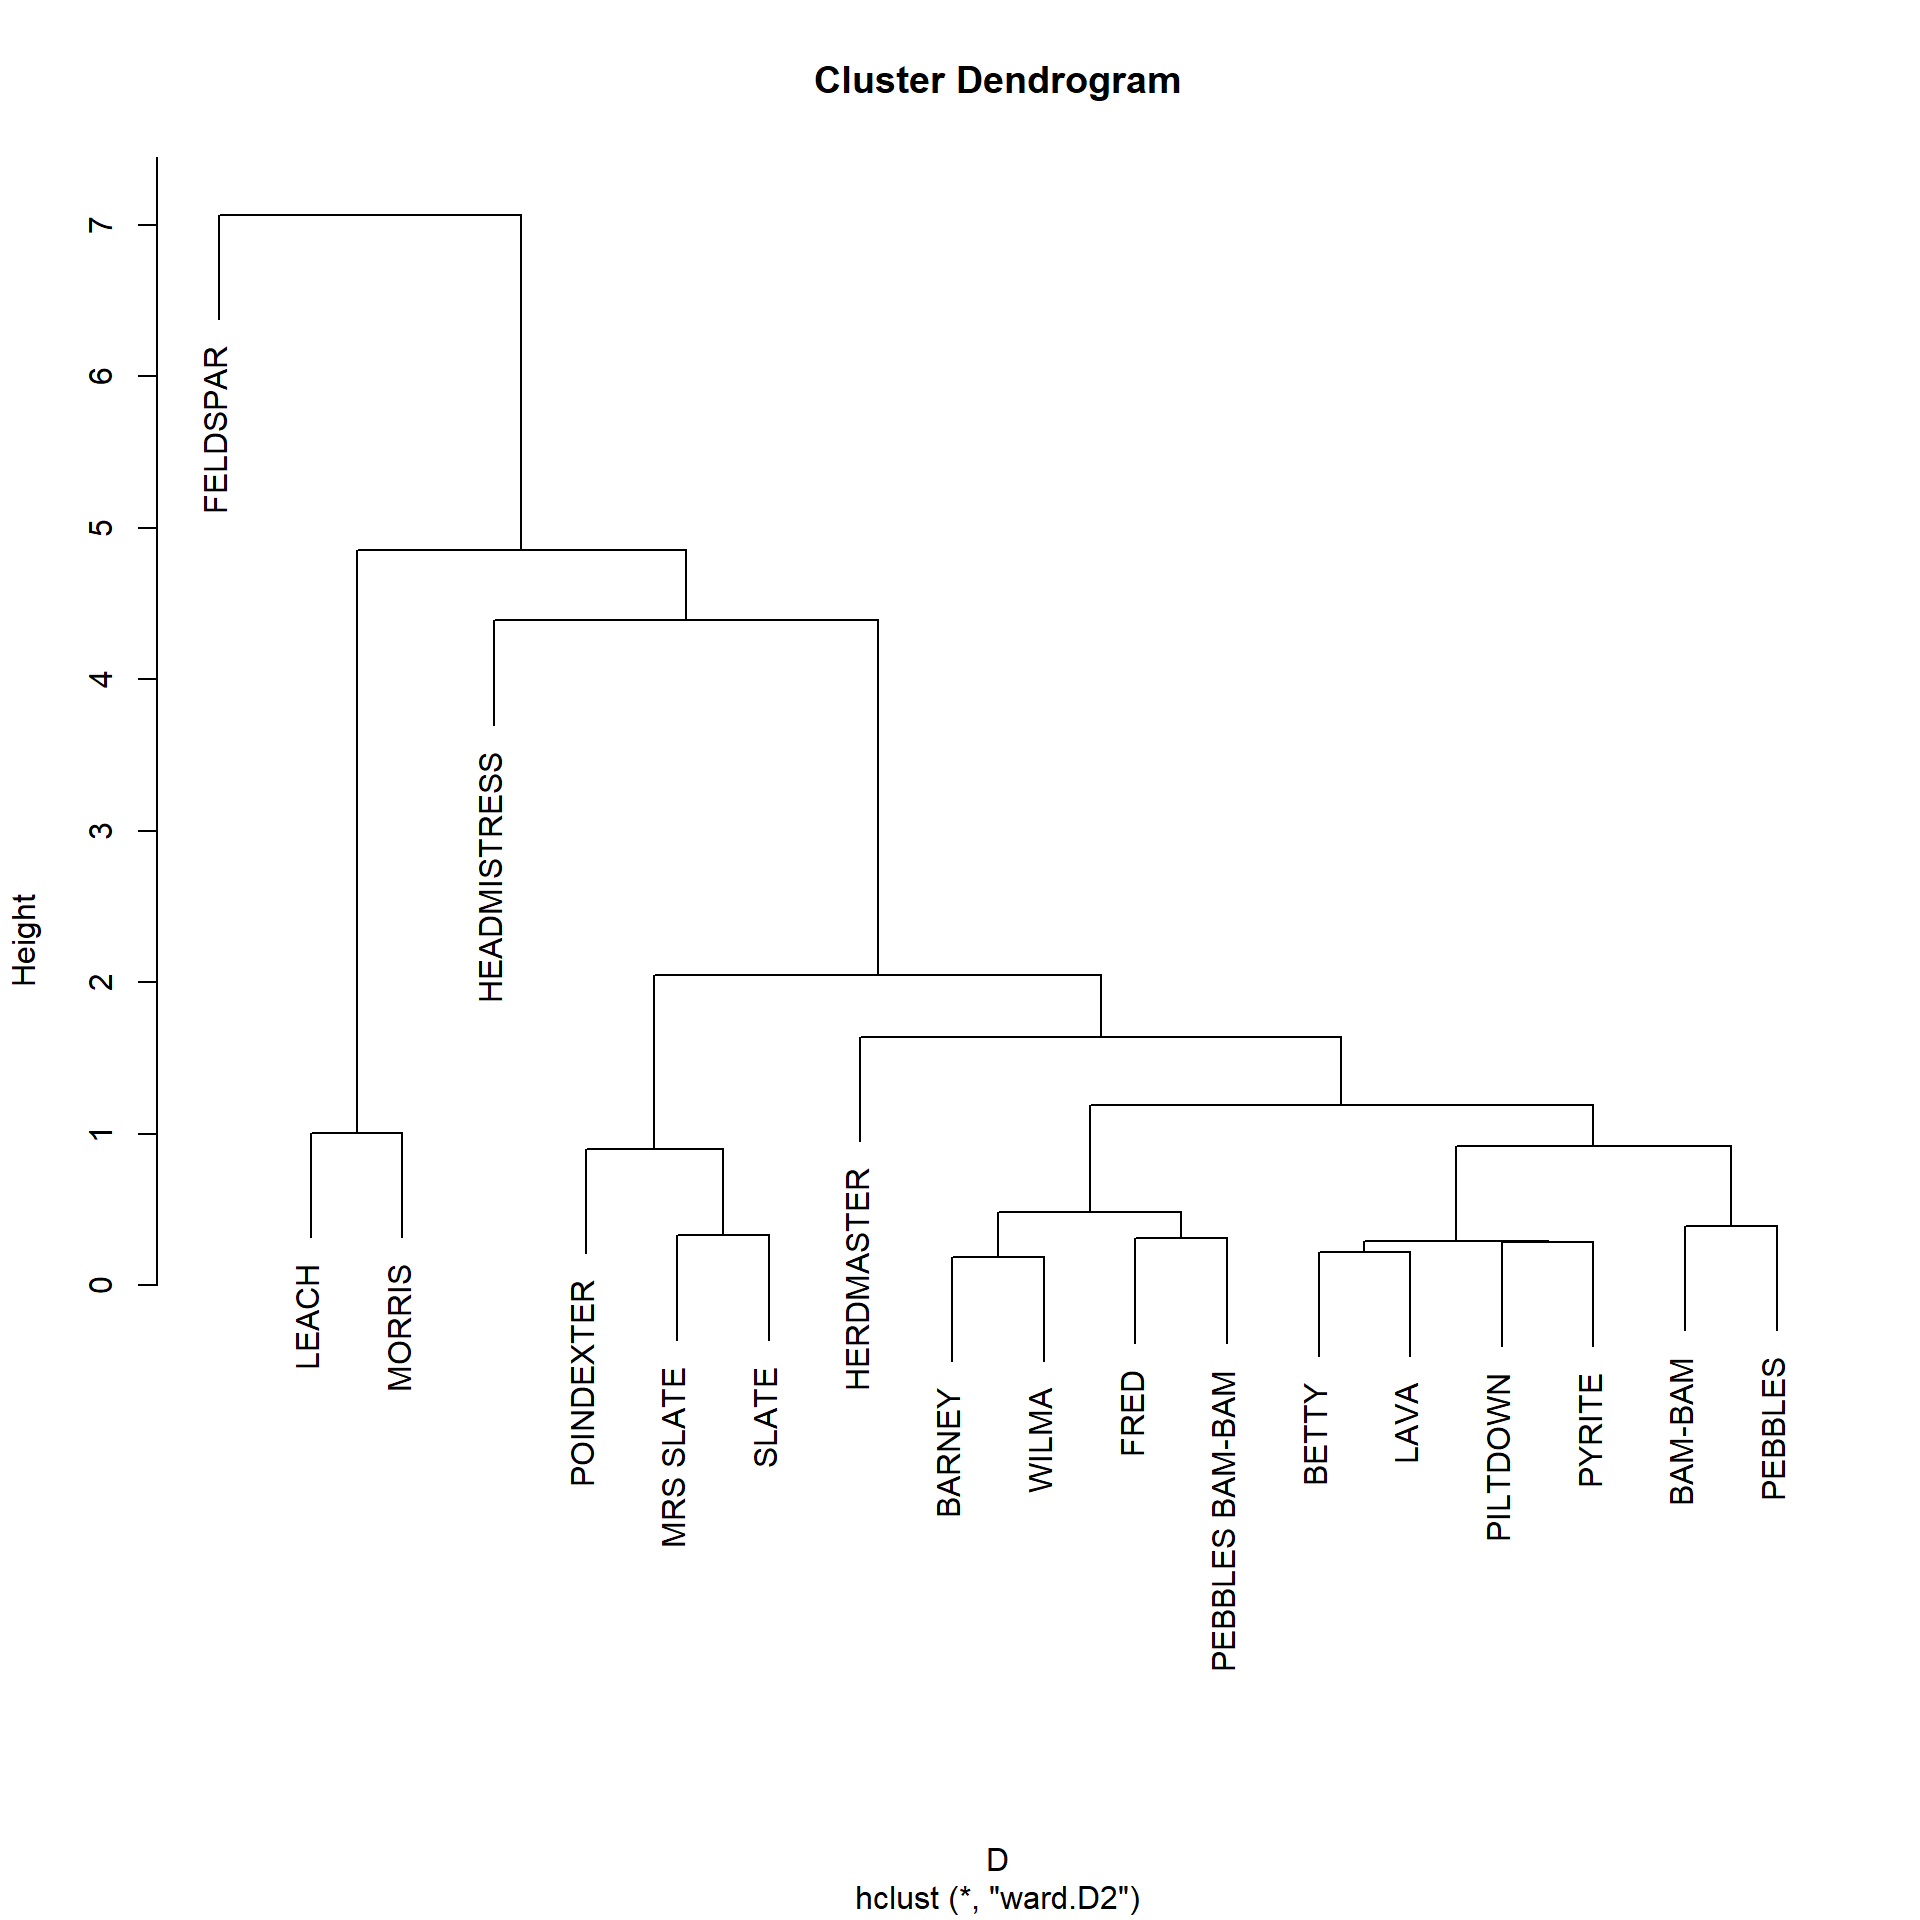 Cluster Dendrogram
Height
7
6
5
4
3
2
1
0
FELDSPAR
LEACH
MORRIS
HEADMISTRESS
POINDEXTER
MRS SLATE
SLATE
HERDMASTER
BARNEY
WILMA
FRED
PEBBLES BAM-BAM
BETTY
LAVA
PILTDOWN
PYRITE
BAM-BAM
PEBBLES
D
hclust (*, "ward.D2")